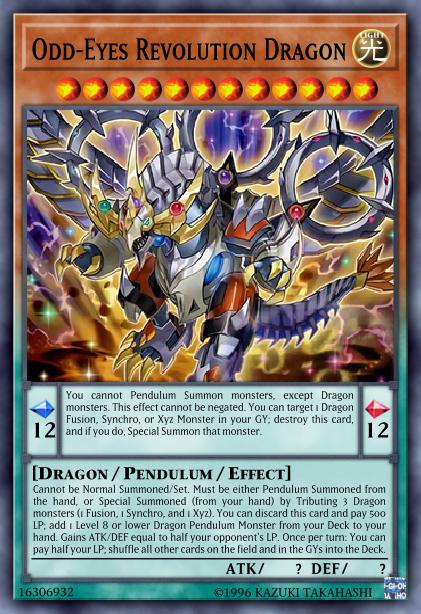 ODD-EYES REVOLUTION DRAGON
LIGHT
光
You cannot Pendulum Summon monsters, except Dragon
monsters. This effect cannot be negated. You can target 1 Dragon
Fusion, Synchro, or Xyz Monster in your GY; destroy this card,
and if you do, Special Summon that monster.
12
12
[DRAGON / PENDULUM / EFFECT]
Cannot be Normal Summoned/Set. Must be either Pendulum Summoned
from the hand, or Special Summoned (from your hand) by Tributing 3 Dragon
monsters (1 Fusion, 1 Synchro, and 1 Xyz). You can discard this card and pay 500
LP; add 1 Level 8 or lower Dragon Pendulum Monster from your Deck to your
hand. Gains ATK/DEF equal to half your opponent's LP. Once per turn: You can
pay half your LP; shuffle all other cards on the field and in the GYs into the Deck.
ATK/ ? DEF/ ?
16306932 ©1996 KAZUKI TAKAHASHI